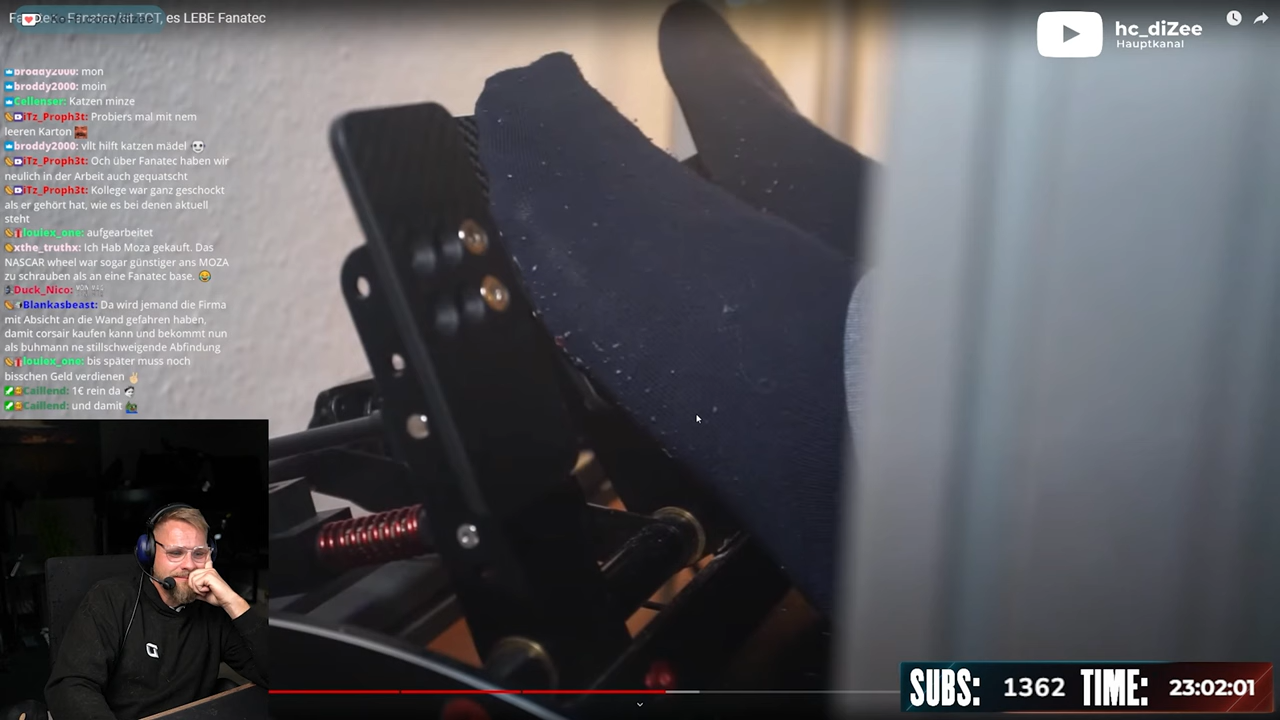 Fanatec ist TOT, es LEBE Fanatec
hc_diZee
Hauptkanal
broddy2000: mon
broddy2000: moin
Cellenser: Katzen minze
iTz_Proph3t: Probiers mal mit nem
leeren Karton
broddy2000: vllt hilft katzen mädel
iTz_Proph3t: Och über Fanatec haben wir
neulich in der Arbeit auch gequatscht
iTz_Proph3t: Kollege war ganz geschockt
als er gehört hat, wie es bei denen aktuell
steht
loulex_one: aufgearbeitet
xthe_truthx: Ich Hab Moza gekauft. Das
NASCAR wheel war sogar günstiger ans MOZA
zu schrauben als an eine Fanatec base.
Duck_Nico:
Blankasbeast: Da wird jemand die Firma
mit Absicht an die Wand gefahren haben,
damit corsair kaufen kann und bekommt nun
als buhmann ne stillschweigende Abfindung
loulex_one: bis später muss noch
bisschen Geld verdienen
Caillend: 1€ rein da
Caillend: und damit
SUBS: 1362 TIME: 23:02:01